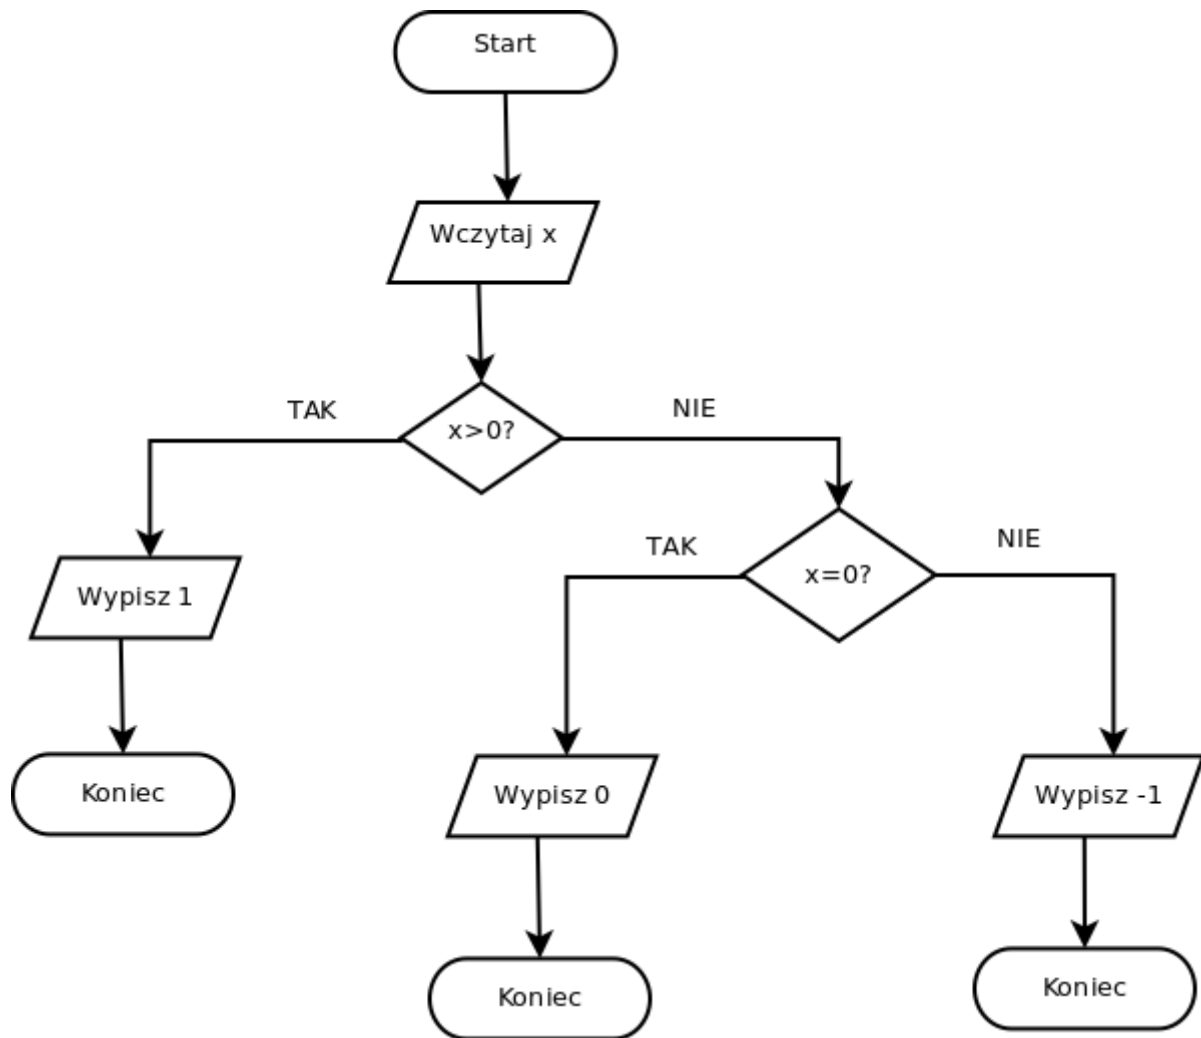 Start
Wczytaj x
x>0?
TAK
NIE
Wypisz 1
Koniec
x=0?
TAK
NIE
Wypisz 0
Koniec
Wypisz -1
Koniec